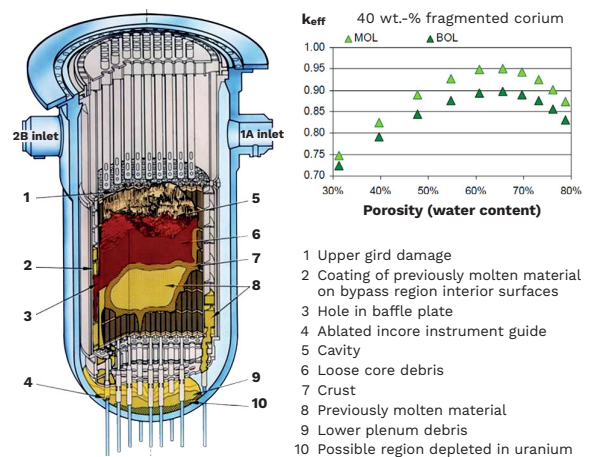 k_eff 40 wt.-% fragmented corium
MOL BOL
1.00
0.95
0.90
0.85
0.80
0.75
0.70
30% 40% 50% 60% 70% 80%
Porosity (water content)
2B inlet
1A inlet
1
2
3
4
5
6
7
8
9
10
1 Upper gird damage
2 Coating of previously molten material
on bypass region interior surfaces
3 Hole in baffle plate
4 Ablated incore instrument guide
5 Cavity
6 Loose core debris
7 Crust
8 Previously molten material
9 Lower plenum debris
10 Possible region depleted in uranium